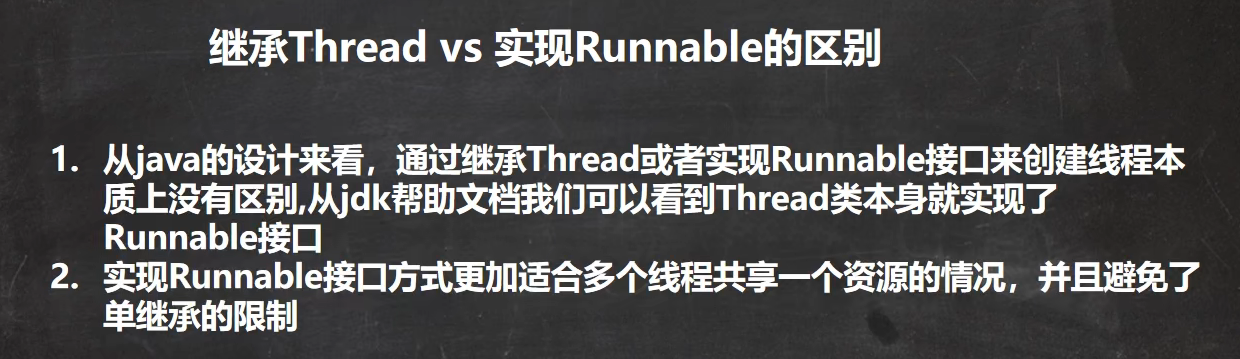 继承Thread vs 实现Runnable的区别
1. 从java的设计来看，通过继承Thread或者实现Runnable接口来创建线程本
质上没有区别,从jdk帮助文档我们可以看到Thread类本身就实现了
Runnable接口
2. 实现Runnable接口方式更加适合多个线程共享一个资源的情况，并且避免了
单继承的限制